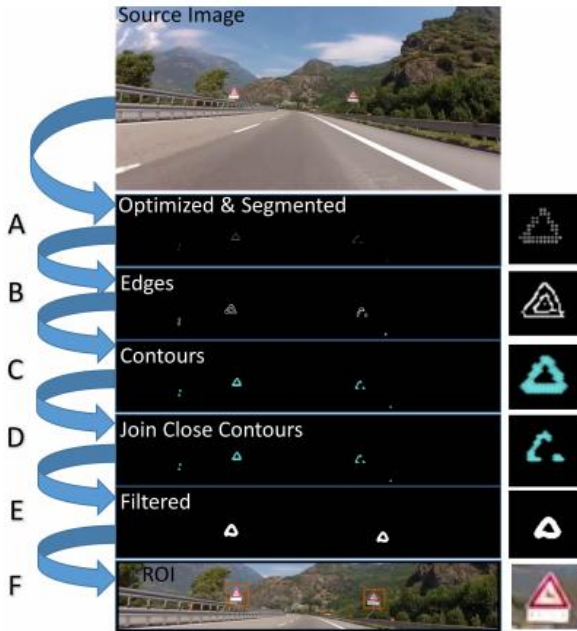 Source Image
A
Optimized & Segmented
B
Edges
C
Contours
D
Join Close Contours
E
Filtered
F
ROI